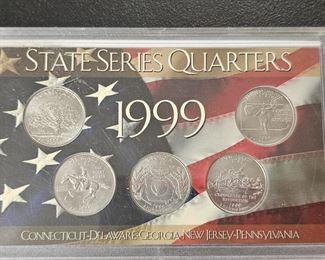 STATE SERIES QUARTERS
1999
CONNECTICUT-DELAWARE-GEORGIA-NEW JERSEY-PENNSYLVANIA